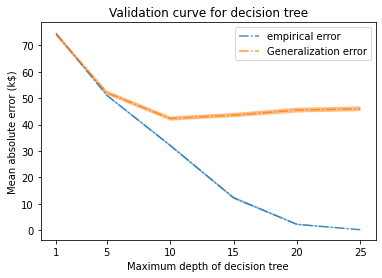 Validation curve for decision tree
empirical error
Generalization error
Mean absolute error (k$)
70
60
50
40
30
20
10
0
1 5 10 15 20 25
Maximum depth of decision tree